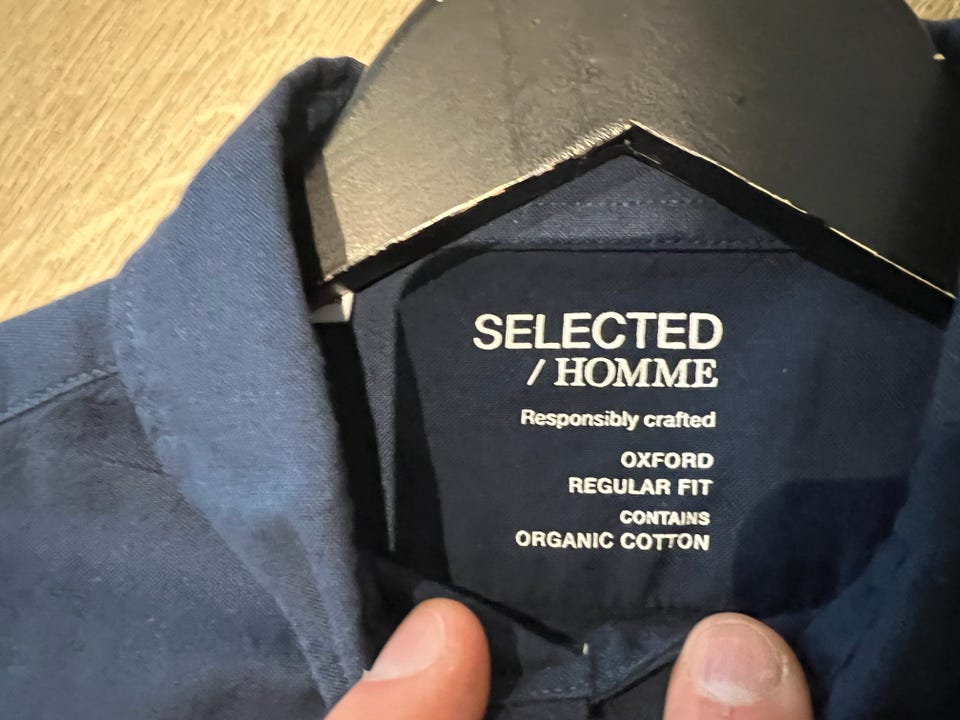 SELECTED
/ HOMME
Responsibly crafted
OXFORD
REGULAR FIT
CONTAINS
ORGANIC COTTON